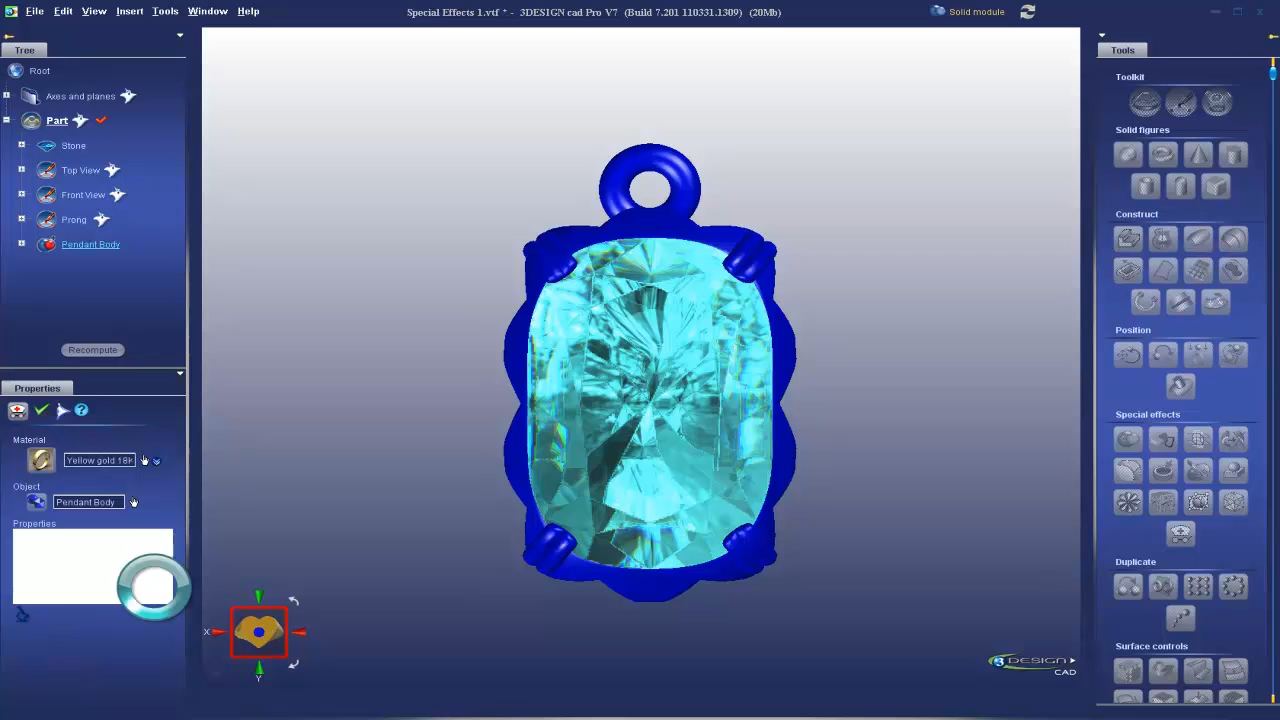 File Edit View Insert Tools Window Help
Special Effects 1.vtf * - 3DESIGN cad Pro V7 (Build 7.201 110331.1309) (20Mb)
Solid module
Tree
Root
Axes and planes
Part
Stone
Top View
Front View
Prong
Pendant Body
Recompute
Properties
Material
Yellow gold 18K
Object
Pendant Body
Properties
X
Y
3DESIGN
CAD
Tools
Toolkit
Solid figures
Construct
Position
Special effects
Duplicate
Surface controls